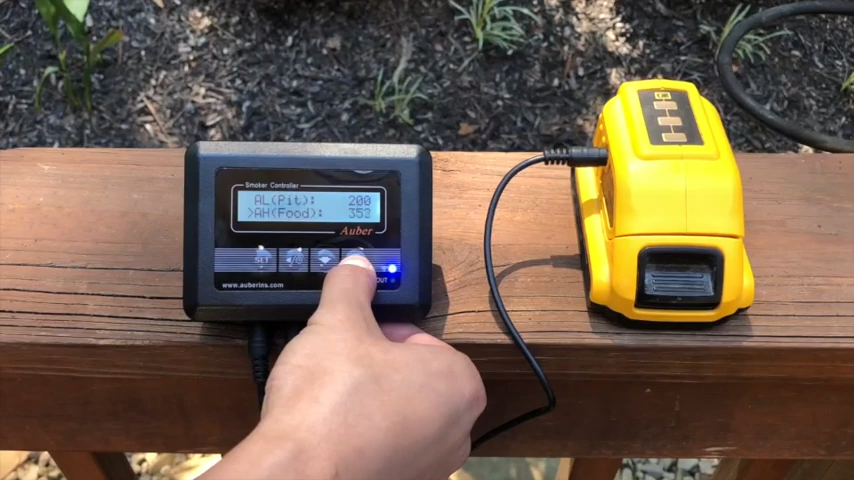 Smoker Controller
AL(Pit): 200
>AH(Food): 352
Auber
SET
OUT
www.auberins.com